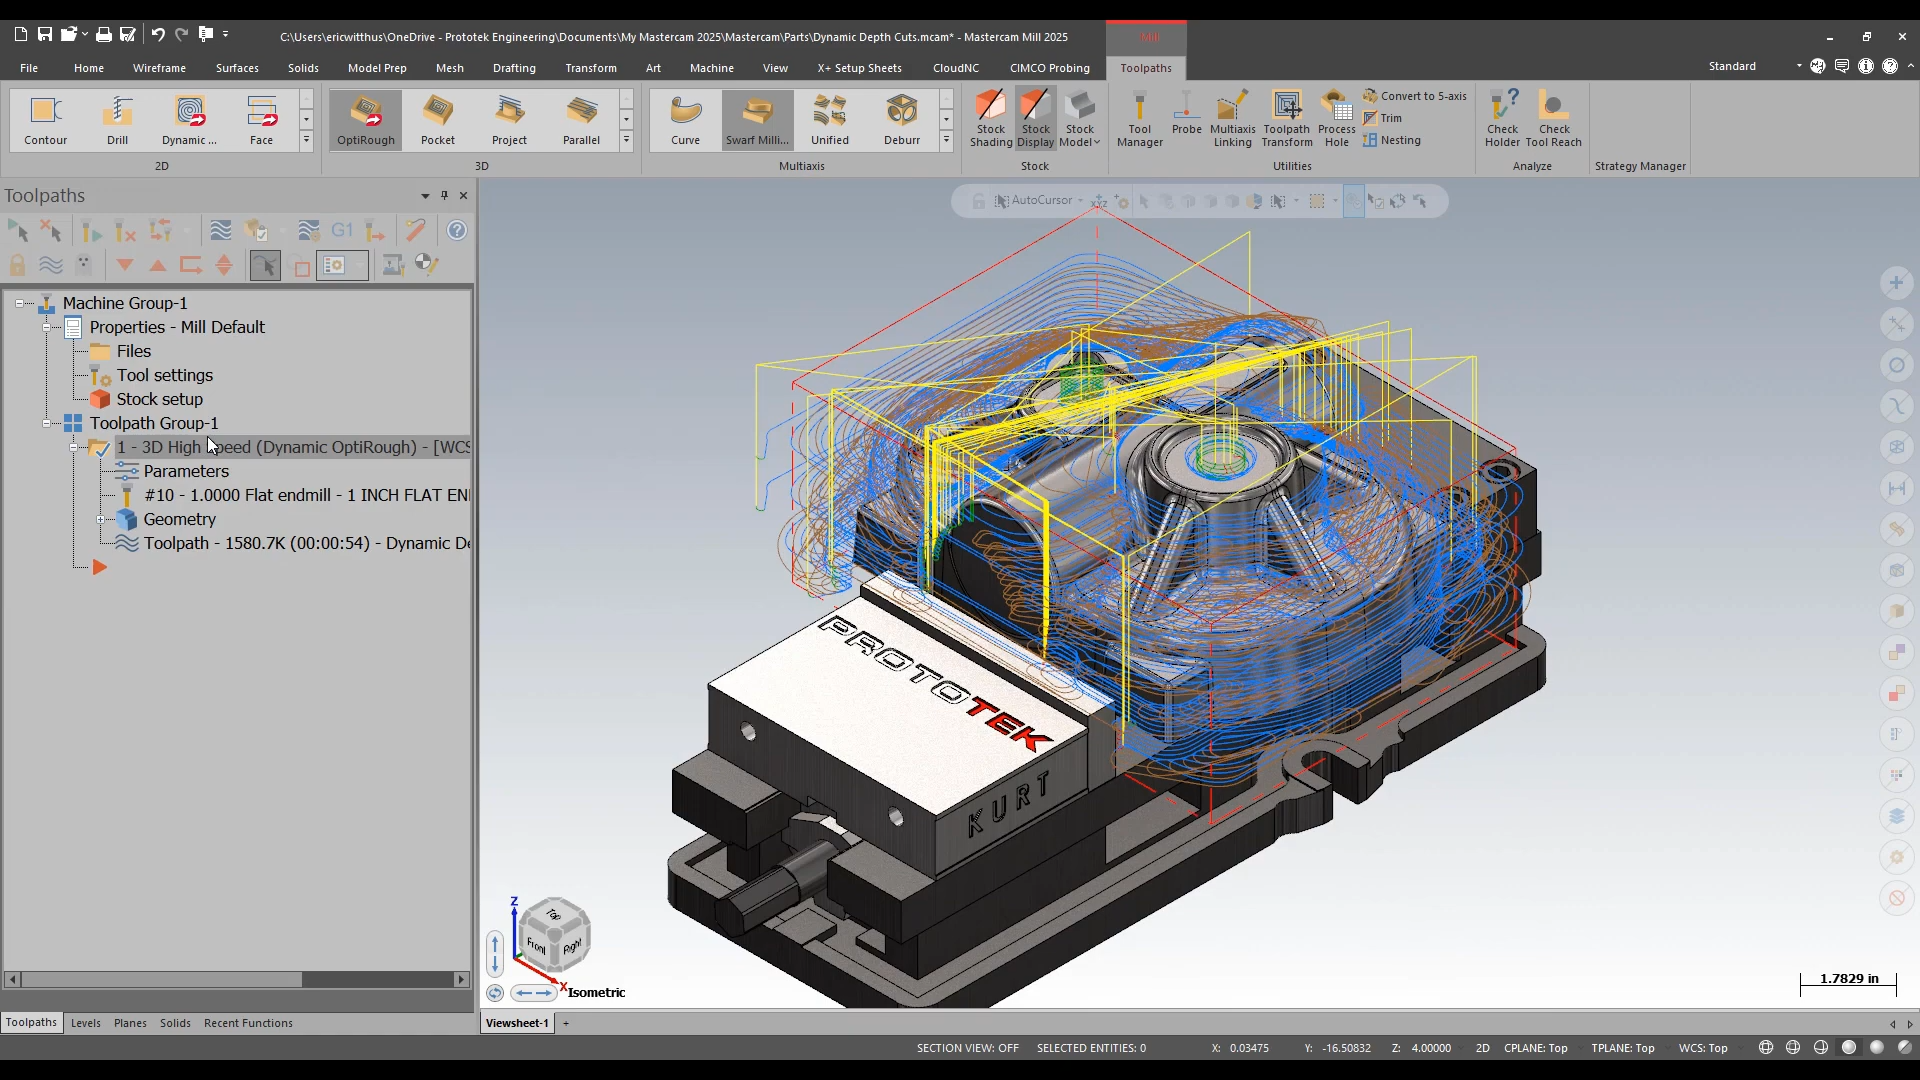 C:\Users\ericwitthus\OneDrive - Prototek Engineering\Documents\My Mastercam 2025\Mastercam\Parts\Dynamic Depth Cuts.mcam* - Mastercam Mill 2025
Mill
File Home Wireframe Surfaces Solids Model Prep Mesh Drafting Transform Art Machine View X+ Setup Sheets CloudNC CIMCO Probing Toolpaths
Standard
Contour Drill Dynamic ... Face
2D
OptiRough Pocket Project Parallel
3D
Curve Swarf Milli... Unified Deburr
Multiaxis
Stock Shading Stock Display Stock Model
Stock
Tool Manager Probe Multiaxis Linking Toolpath Transform Process Hole
Convert to 5-axis
Trim
Nesting
Utilities
Check Holder Check Tool Reach
Analyze
Strategy Manager
Toolpaths
G1
AutoCursor
XYZ
Machine Group-1
Properties - Mill Default
Files
Tool settings
Stock setup
Toolpath Group-1
1 - 3D High Speed (Dynamic OptiRough) - [WCS
Parameters
#10 - 1.0000 Flat endmill - 1 INCH FLAT EN
Geometry
Toolpath - 1580.7K (00:00:54) - Dynamic De
PROTOTEK
KURT
Z
Top
Front
Right
X
Isometric
1.7829 in
Toolpaths Levels Planes Solids Recent Functions
Viewsheet-1 +
SECTION VIEW: OFF SELECTED ENTITIES: 0 X: 0.03475 Y: -16.50832 Z: 4.00000 2D CPLANE: Top TPLANE: Top WCS: Top